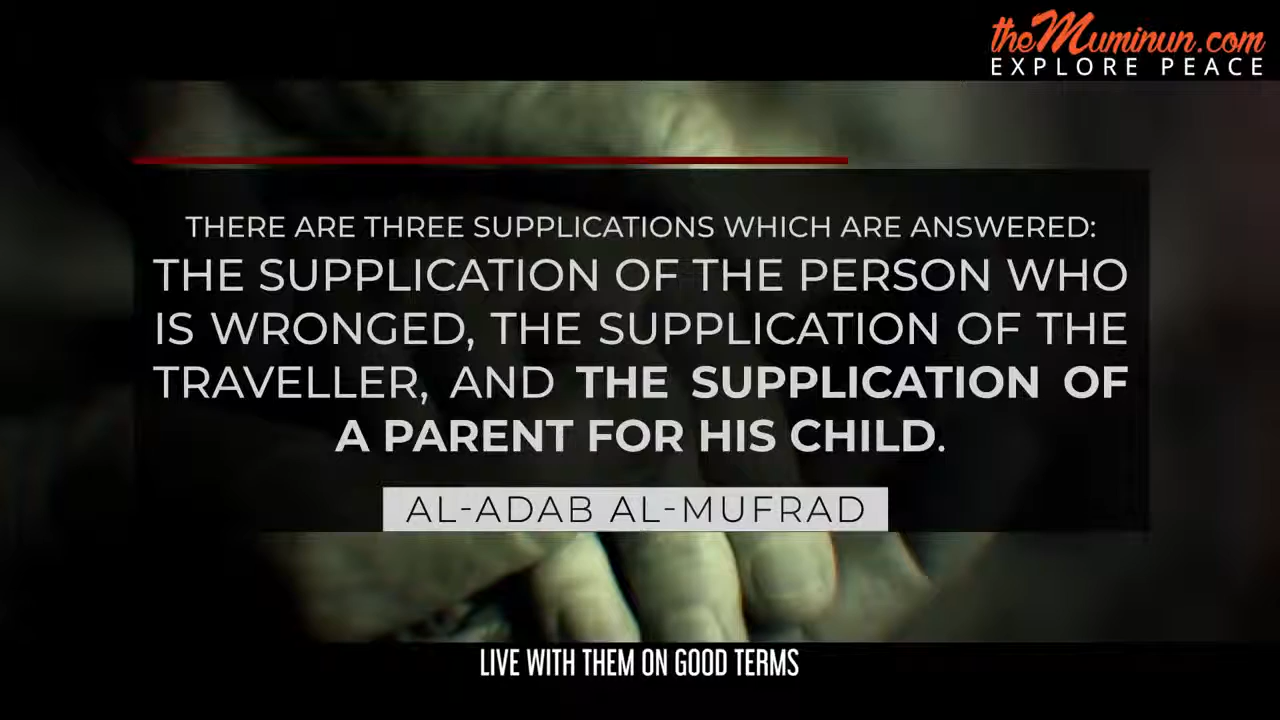 theMuminun.com
EXPLORE PEACE
THERE ARE THREE SUPPLICATIONS WHICH ARE ANSWERED:
THE SUPPLICATION OF THE PERSON WHO
IS WRONGED, THE SUPPLICATION OF THE
TRAVELLER, AND THE SUPPLICATION OF
A PARENT FOR HIS CHILD.
AL-ADAB AL-MUFRAD
LIVE WITH THEM ON GOOD TERMS